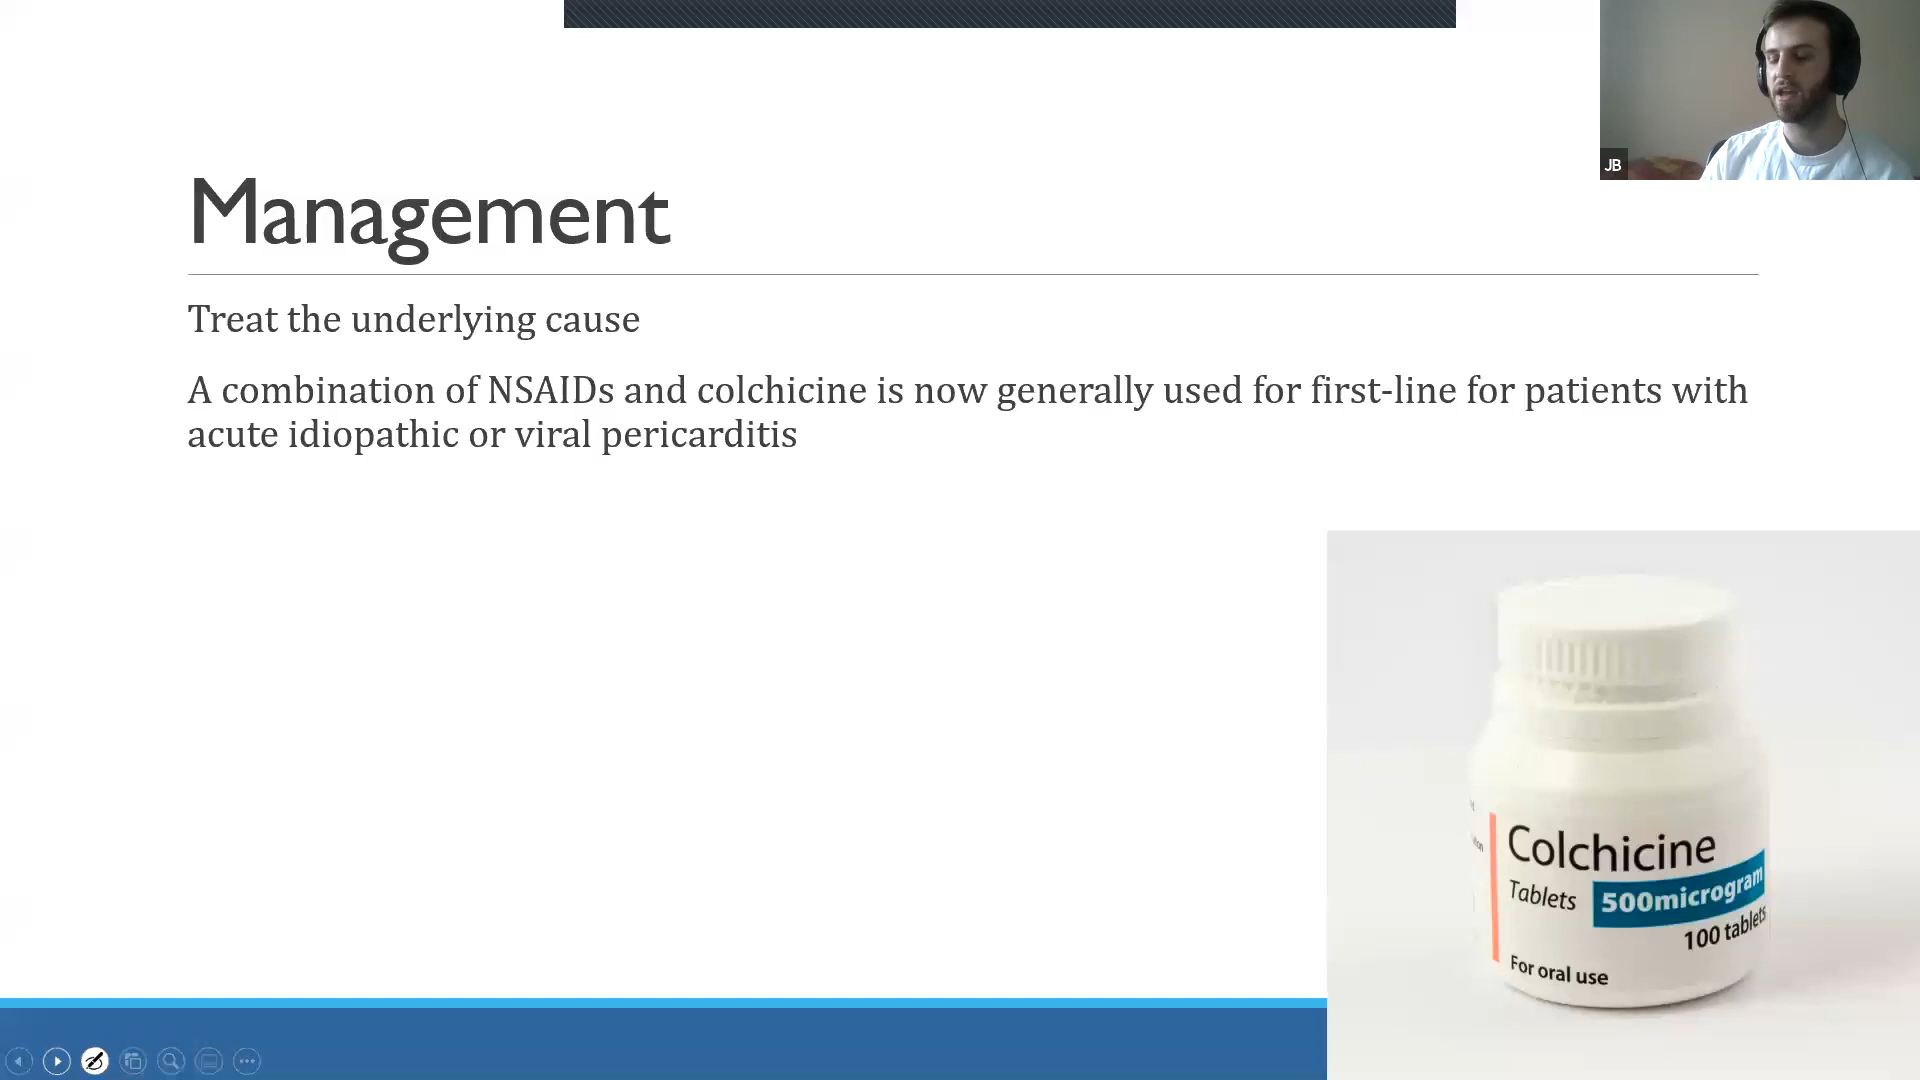 JB
Management
Treat the underlying cause
A combination of NSAIDs and colchicine is now generally used for first-line for patients with
acute idiopathic or viral pericarditis
Colchicine
Tablets 500microgram
100 tablets
For oral use